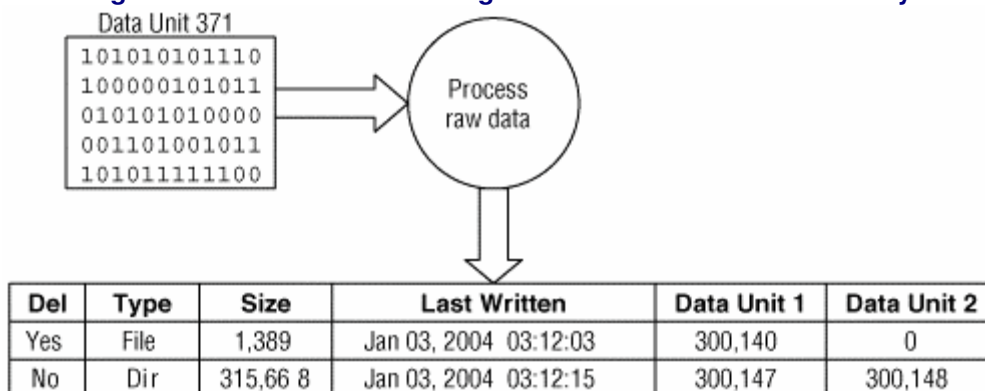 Data Unit 371
101010101110
100000101011
010101010000
001101001011
101011111100
Process
raw data
Del Type Size Last Written Data Unit 1 Data Unit 2
Yes File 1,389 Jan 03, 2004 03:12:03 300,140 0
No Dir 315,66 8 Jan 03, 2004 03:12:15 300,147 300,148